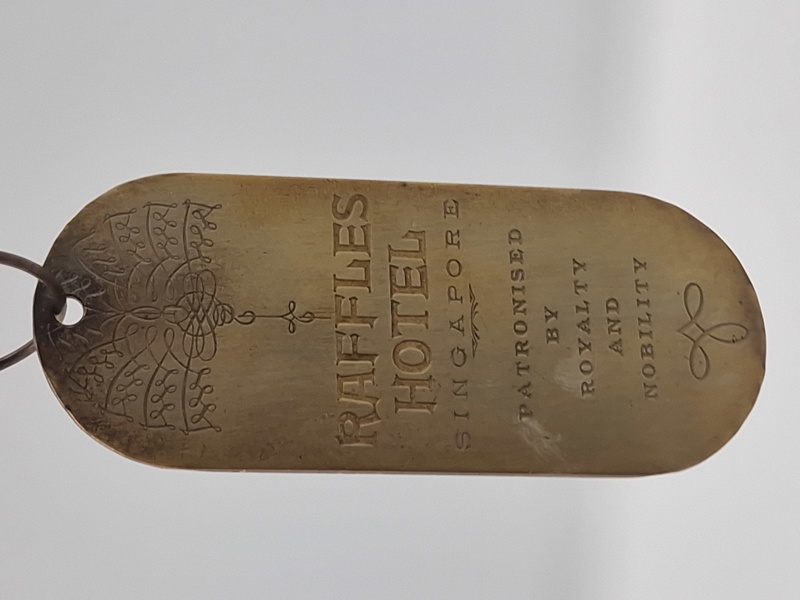 RAFFLES
HOTEL
SINGAPORE
PATRONISED
BY
ROYALTY
AND
NOBILITY